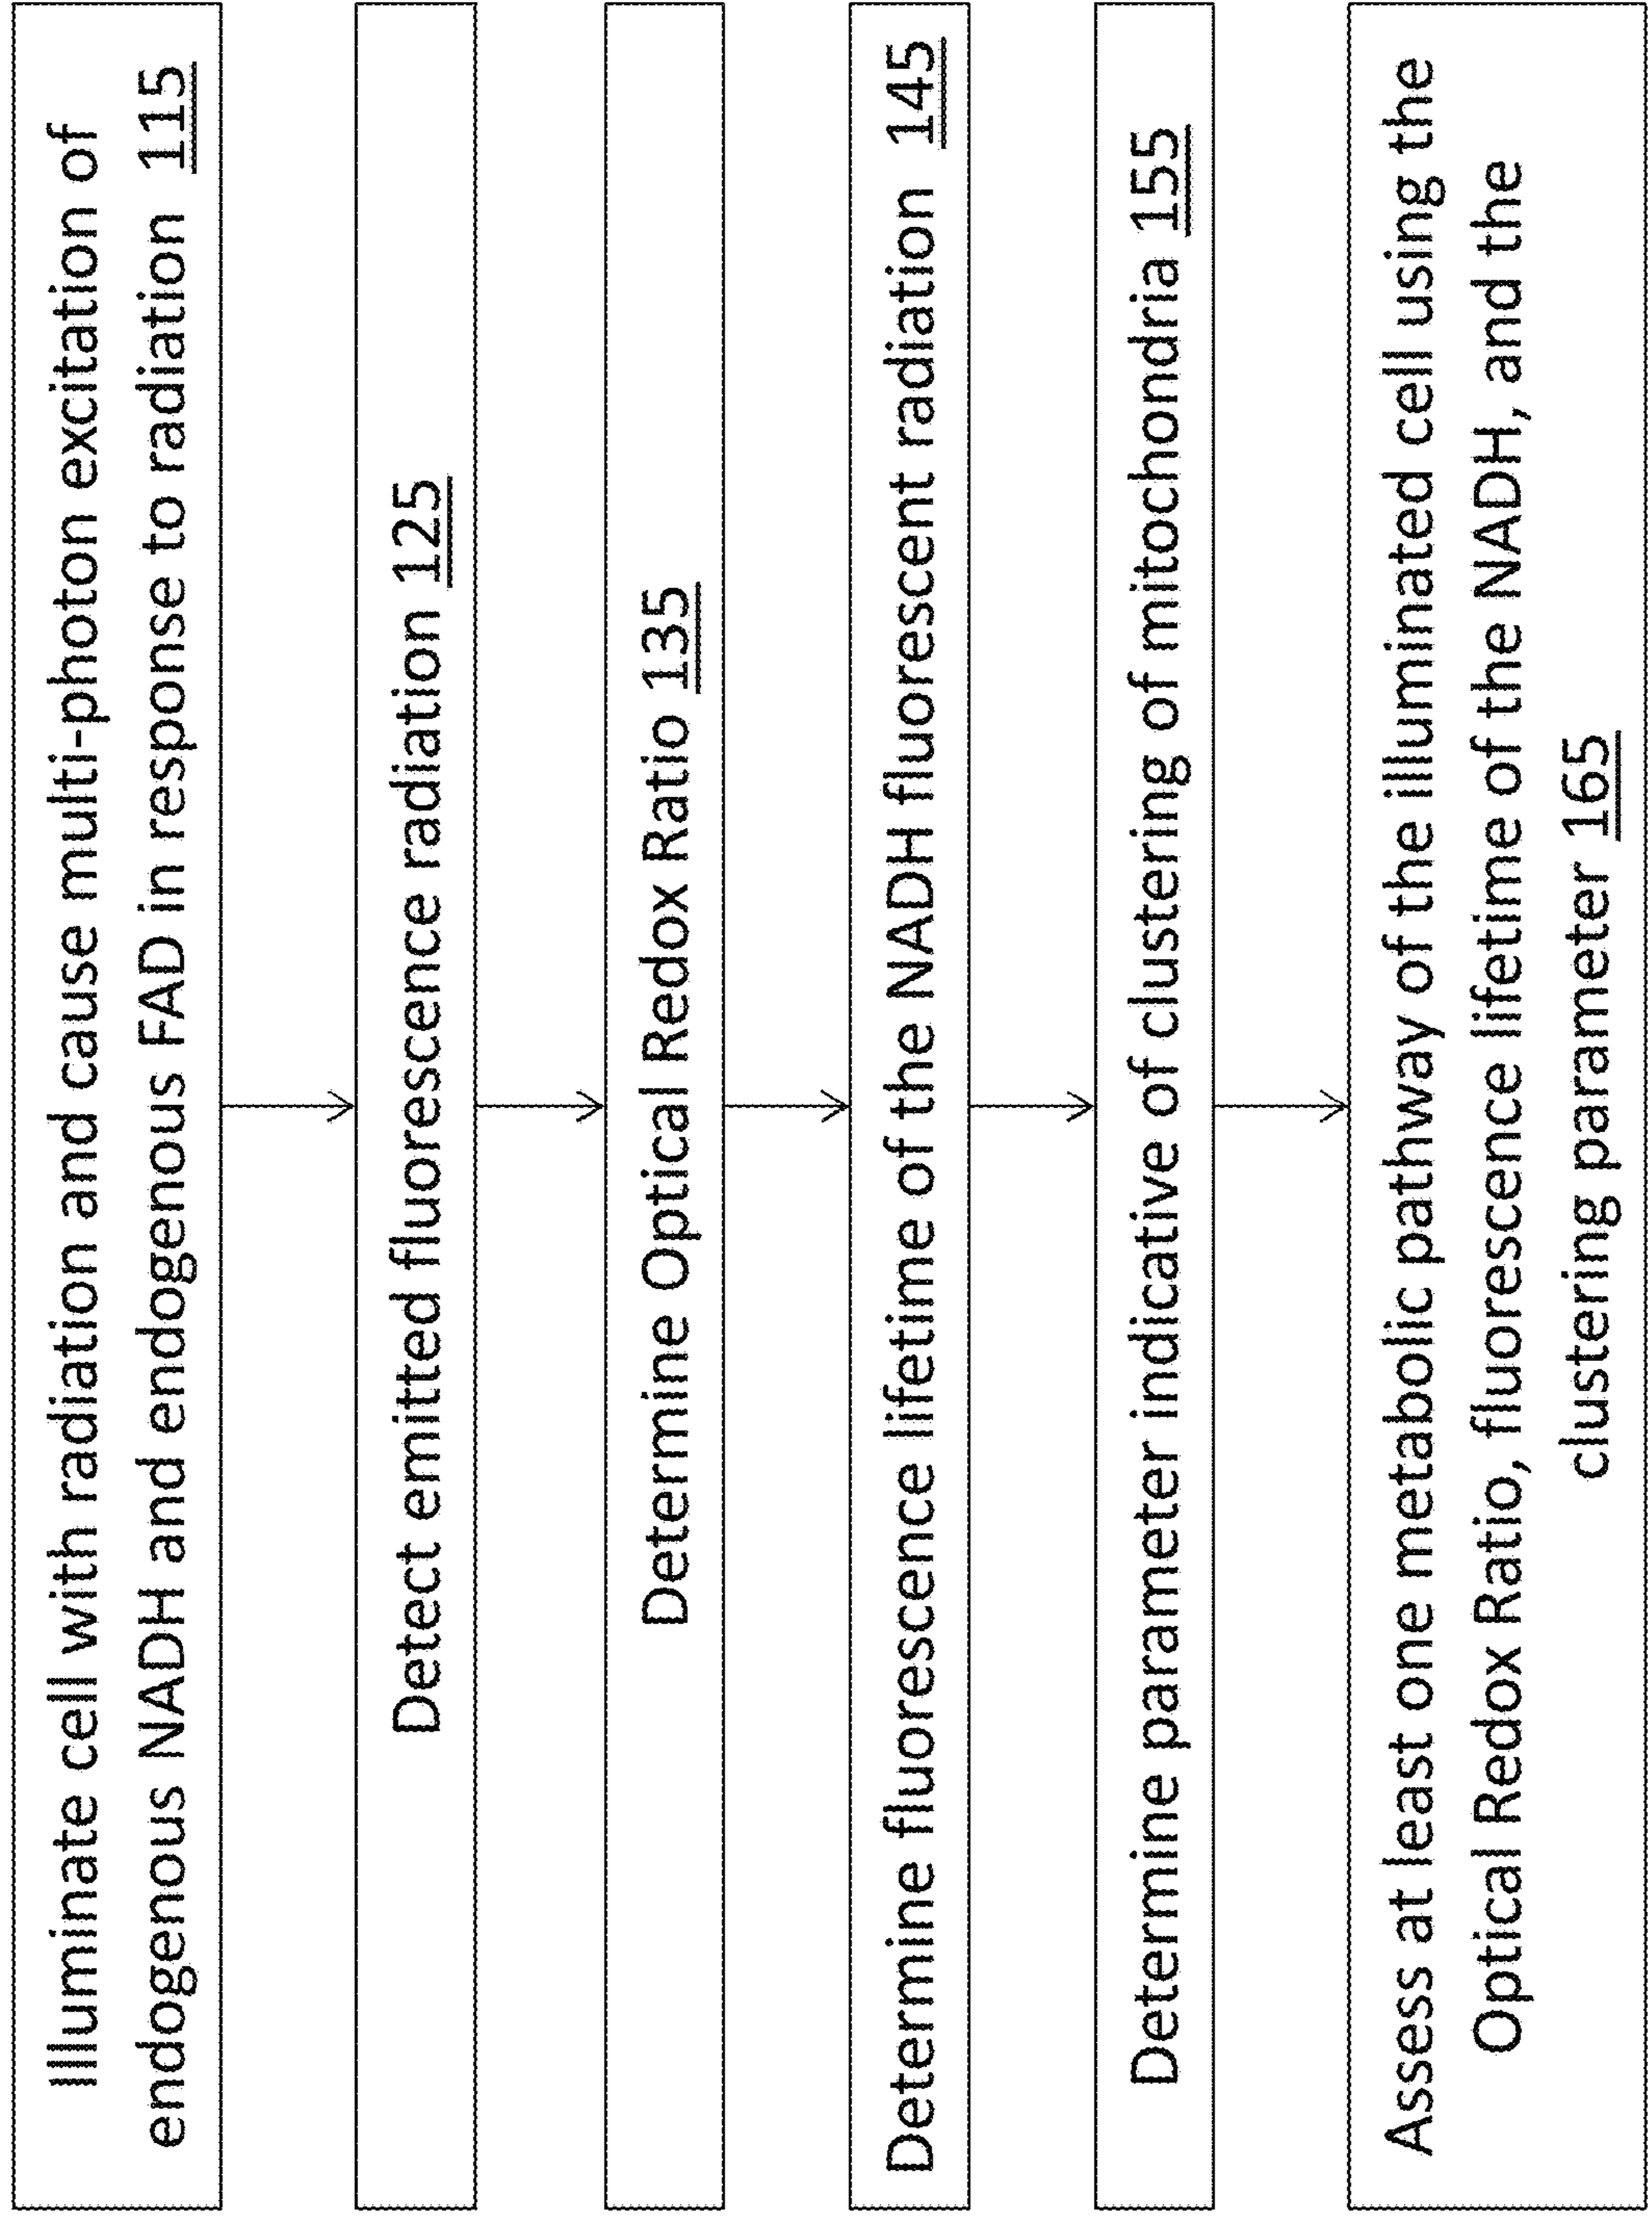 Illuminate cell with radiation and cause multi-photon excitation of
endogenous NADH and endogenous FAD in response to radiation 115
Detect emitted fluorescence radiation 125
Determine Optical Redox Ratio 135
Determine fluorescence lifetime of the NADH fluorescent radiation 145
Determine parameter indicative of clustering of mitochondria 155
Assess at least one metabolic pathway of the illuminated cell using the
Optical Redox Ratio, fluorescence lifetime of the NADH, and the
clustering parameter 165